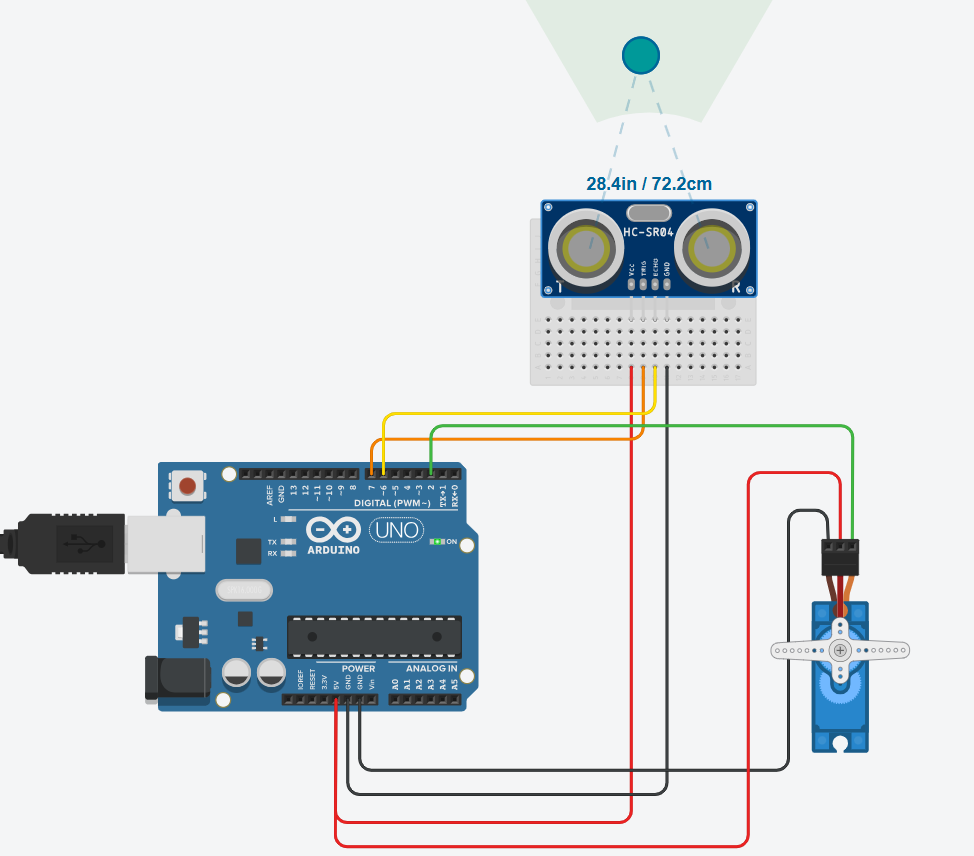 28.4in / 72.2cm
HC-SR04
VCC
TRIG
ECHO
GND
T
R
AREF
GND
13
12
~11
~10
~9
8
7
~6
~5
4
~3
2
TX→1
RX←0
DIGITAL (PWM~)
L
TX
RX
ARDUINO
UNO
ON
POWER
ANALOG IN
IOREF
RESET
3.3V
5V
GND
GND
Vin
A0
A1
A2
A3
A4
A5